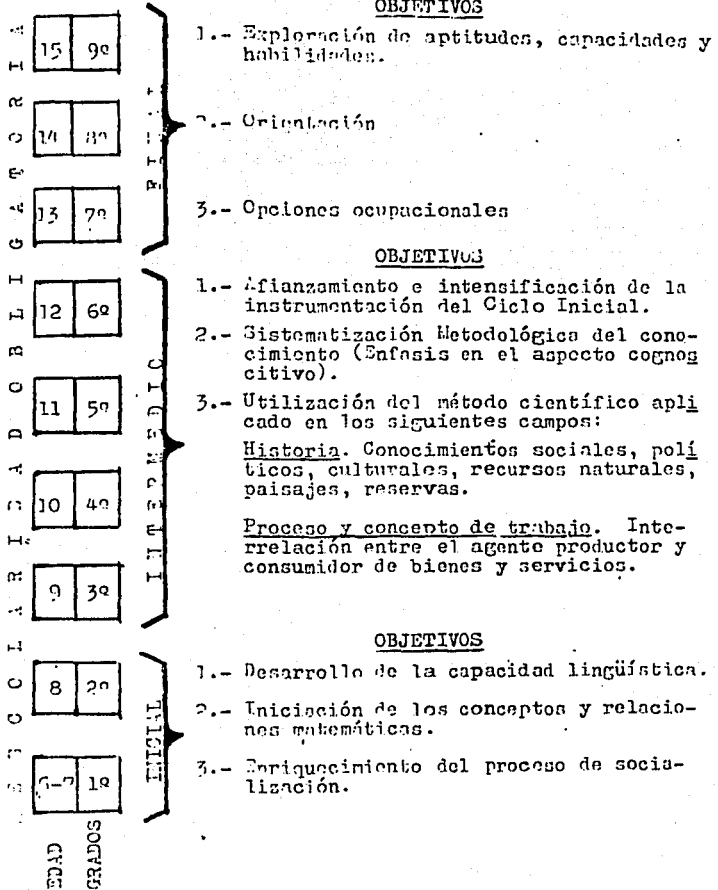 OBJETIVOS
15 9º
1.- Exploración de aptitudes, capacidades y
habilidades.
14 8º
2.- Orientación
13 7º
3.- Opciones ocupacionales
OBJETIVOS
12 6º
1.- Afianzamiento e intensificación de la
instrumentación del Ciclo Inicial.
2.- Sistematización Metodológica del cono-
cimiento (Enfasis en el aspecto cognos
citivo).
11 5º
3.- Utilización del método científico apli
cado en los siguientes campos:
Historia. Conocimientos sociales, polí
ticos, culturales, recursos naturales,
paisajes, reservas.
10 4º
Proceso y concepto de trabajo. Inte-
rrelación entre el agente productor y
consumidor de bienes y servicios.
9 3º
INTERMEDIO
OBJETIVOS
8 2º
1.- Desarrollo de la capacidad lingüística.
2.- Iniciación de los conceptos y relacio-
nes matemáticos.
1º
3.- Enriquecimiento del proceso de socia-
lización.
INICIAL
ESCOLARIDAD OBLIGATORIA
EDAD
GRADOS